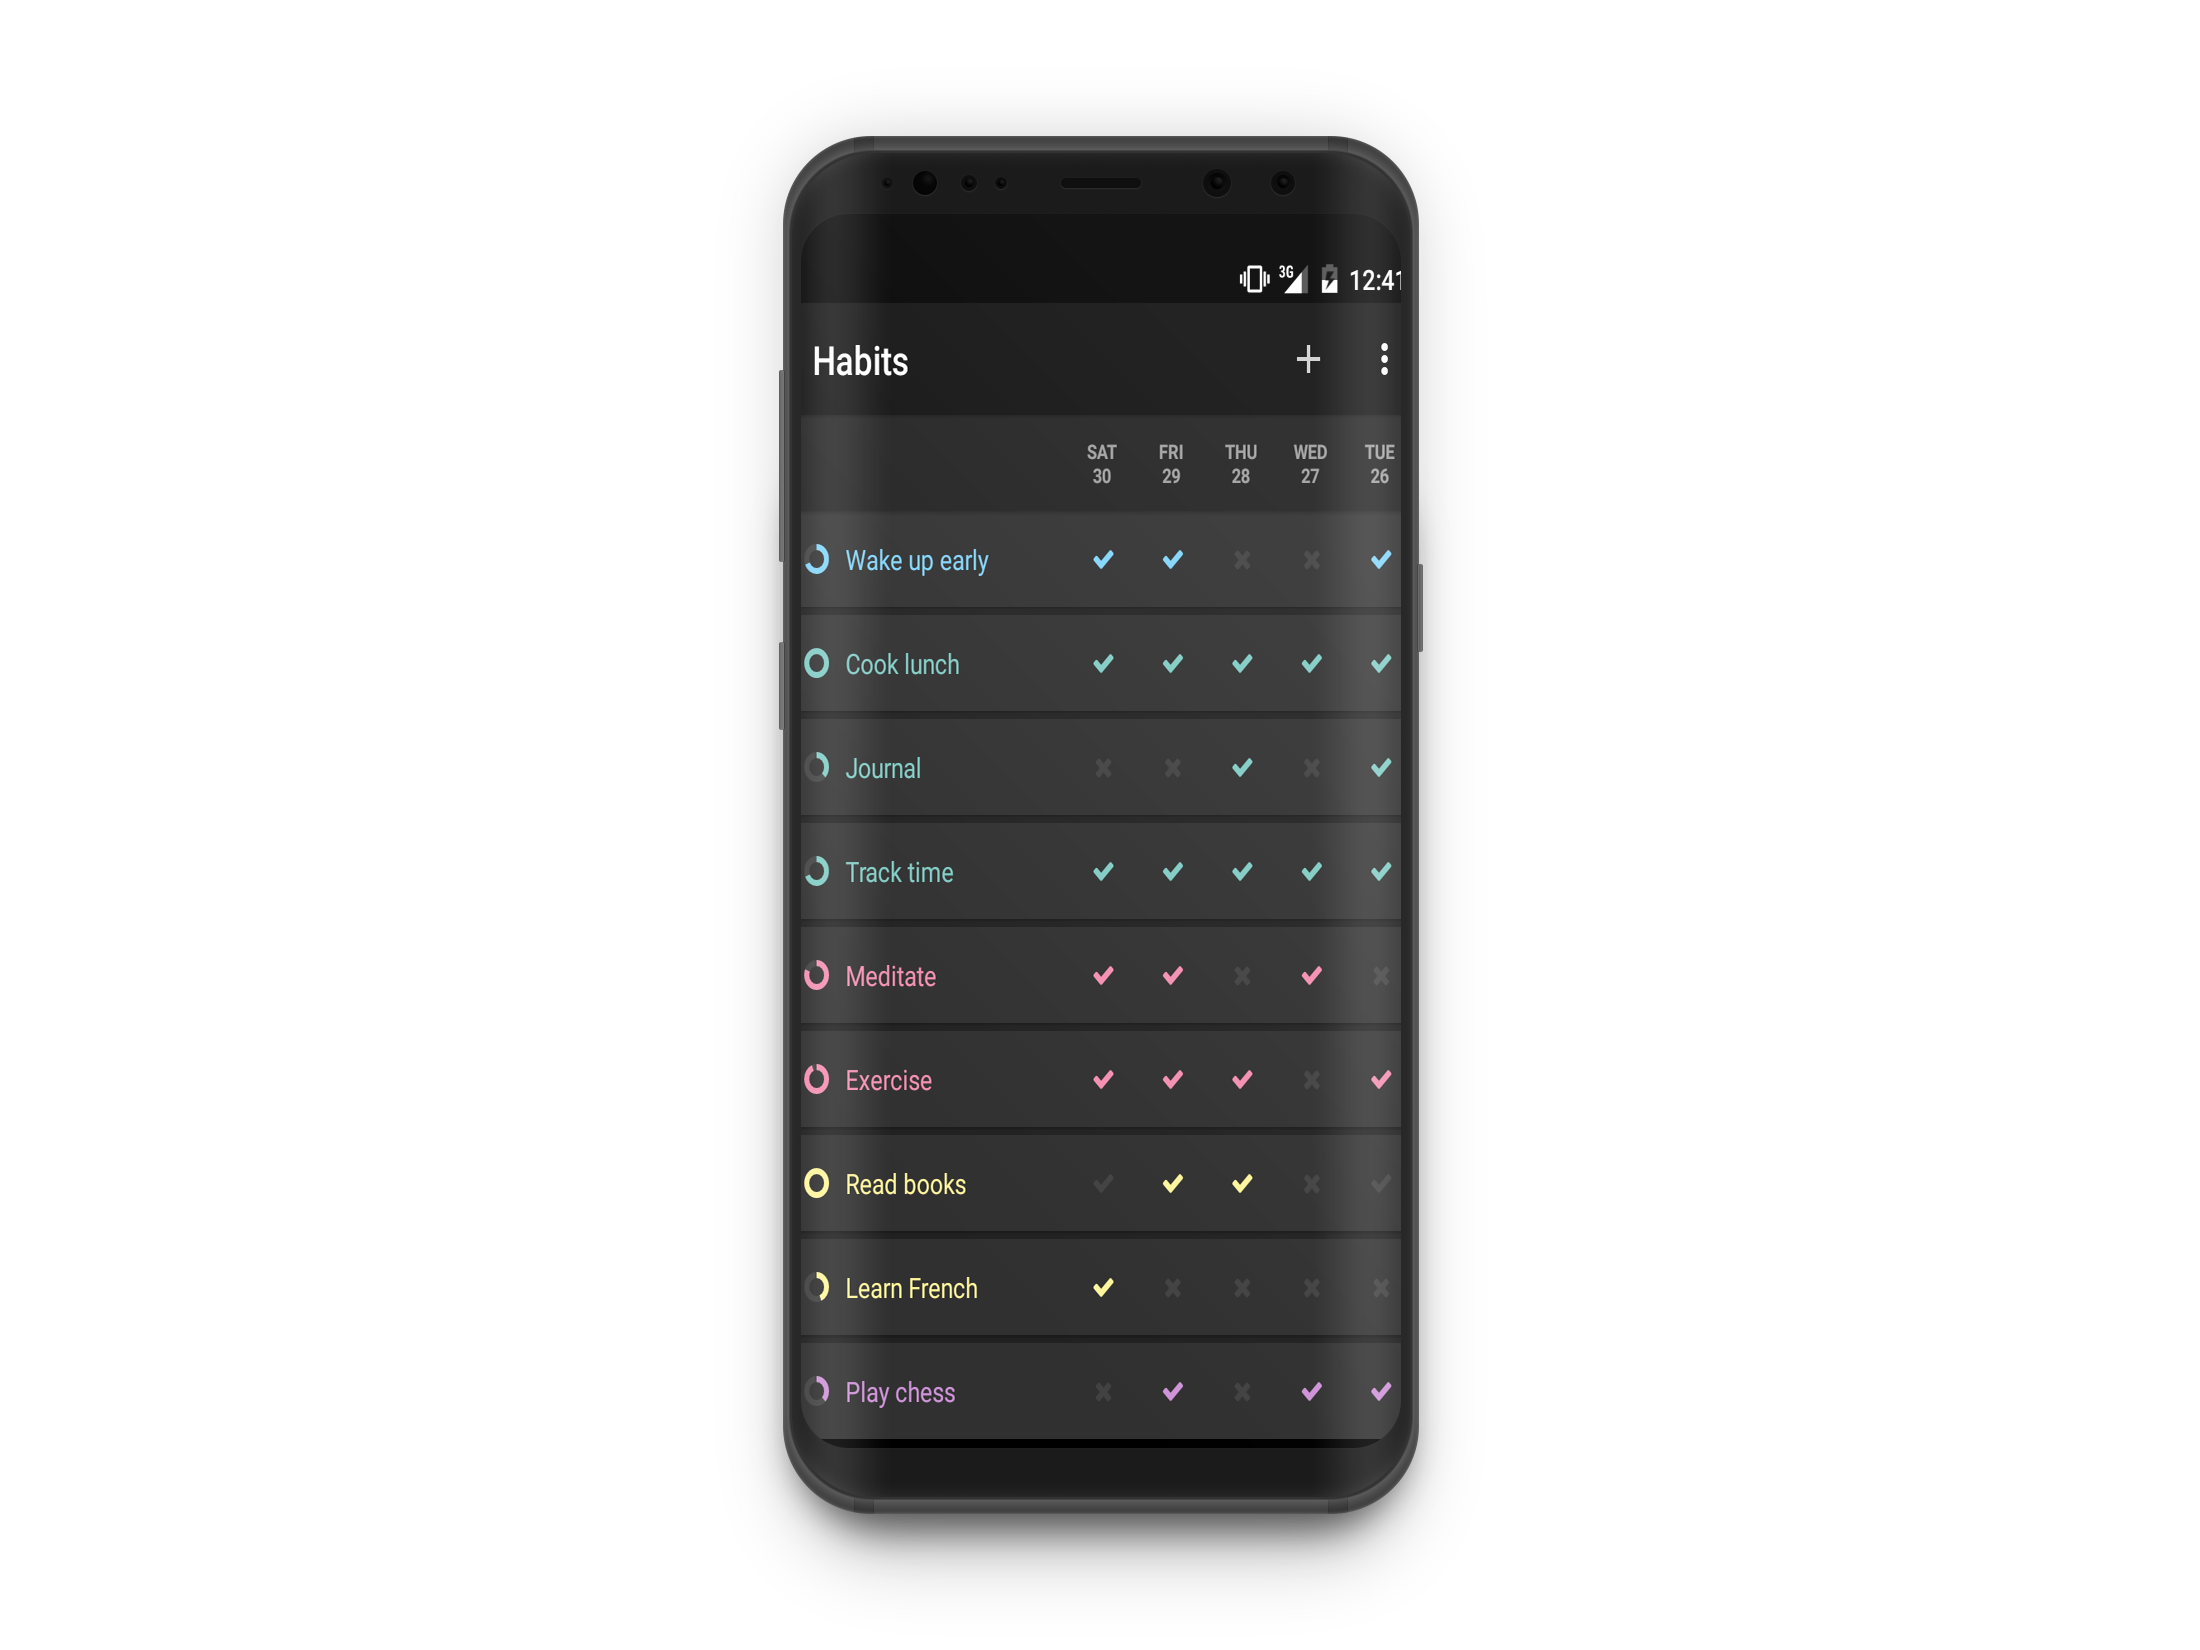 3G 12:41
Habits
SAT FRI THU WED TUE
30 29 28 27 26
Wake up early
Cook lunch
Journal
Track time
Meditate
Exercise
Read books
Learn French
Play chess